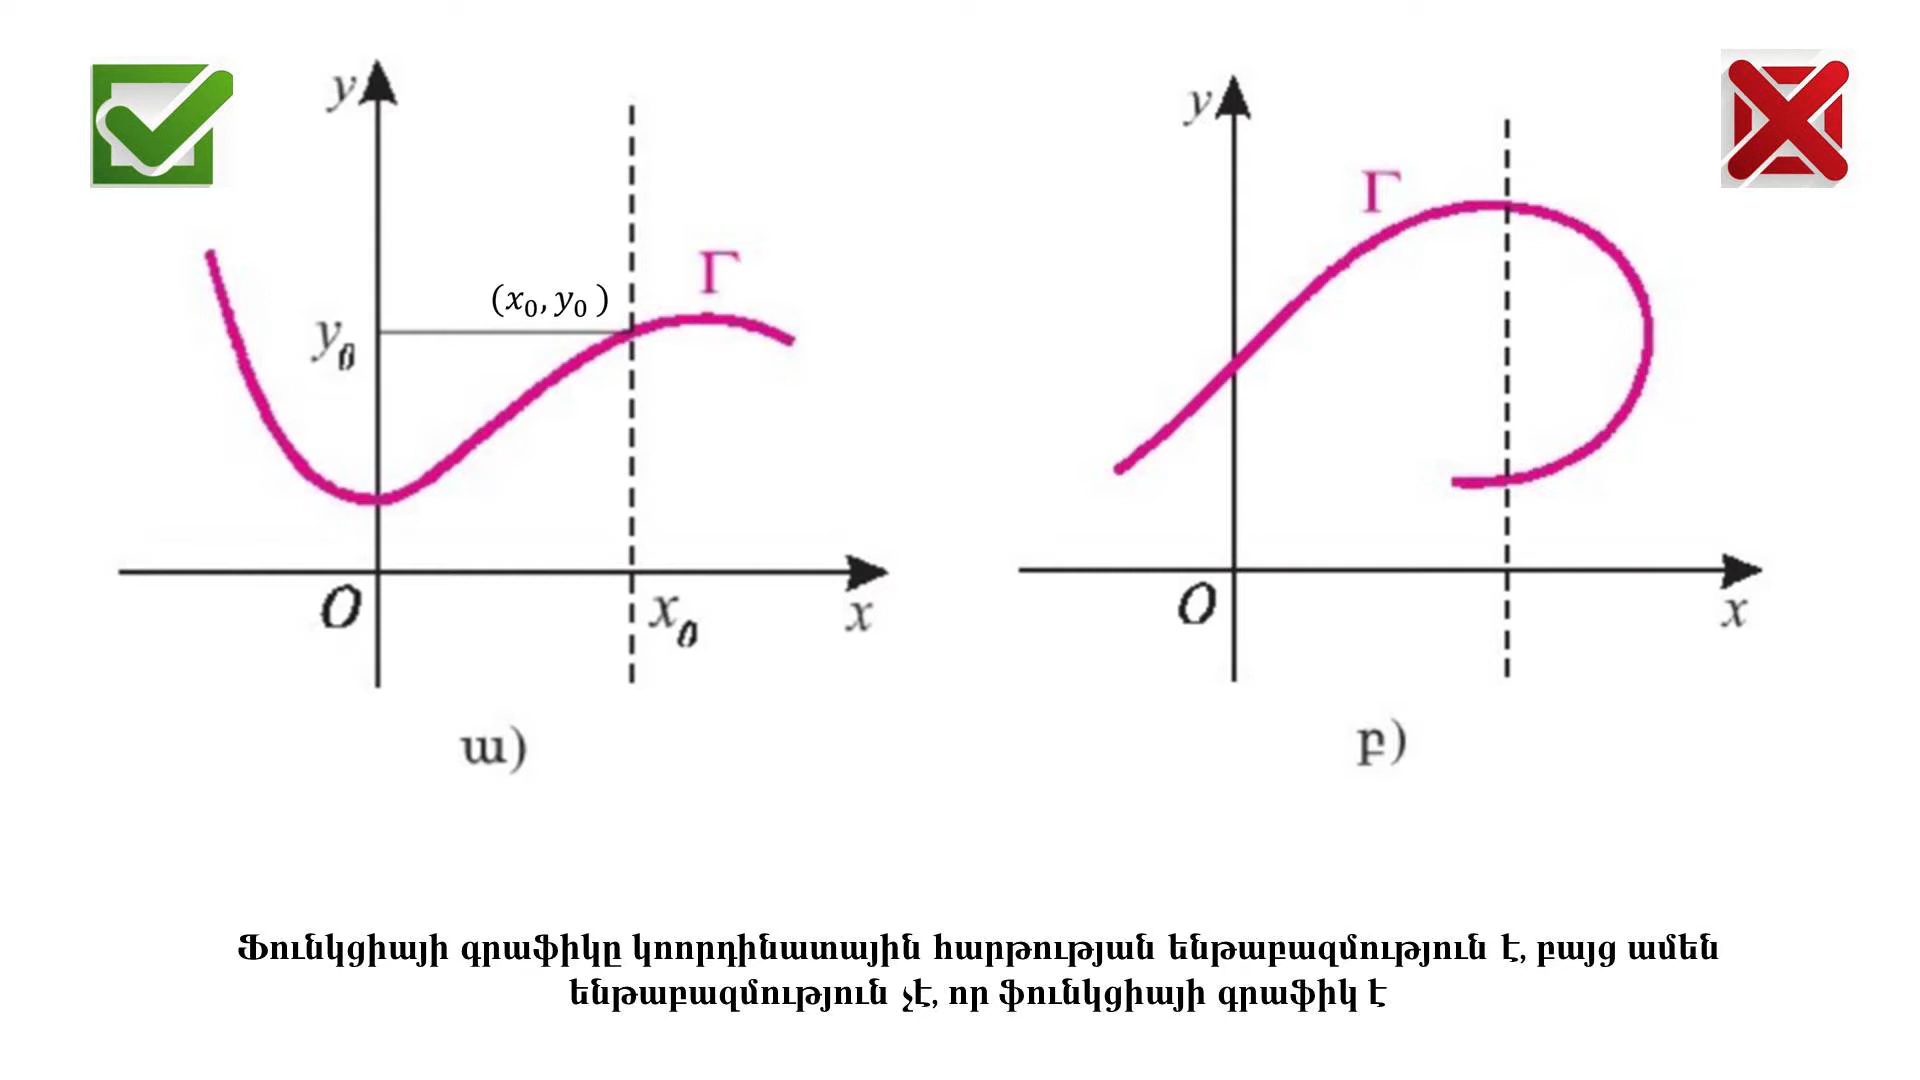 y
y
Γ
Γ
(x₀, y₀ )
y₀
O
x₀
x
O
x
ա)
բ)
Ֆունկցիայի գրաֆիկը կոորդինատային հարթության ենթաբազմություն է, բայց ամեն
ենթաբազմություն չէ, որ ֆունկցիայի գրաֆիկ է